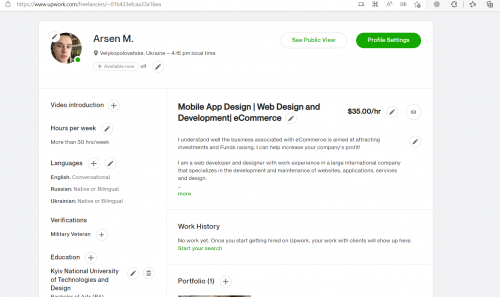 https://www.upwork.com/freelancers/~01b433efcaa33a16ea
Arsen M.
Velykopolovetske, Ukraine – 4:15 pm local time
Available now
off
See Public View
Profile Settings
Video introduction
Hours per week
More than 30 hrs/week
Languages
English: Conversational
Russian: Native or Bilingual
Ukrainian: Native or Bilingual
Verifications
Military Veteran
Education
Kyiv National University
of Technologies and
Design
Bachelor of Arts (BA)
Mobile App Design | Web Design and
Development| eCommerce
$35.00/hr
I understand well the business associated with eCommerce is aimed at attracting
investments and Funds raising. I can help increase your company's profit!
I am a web developer and designer with work experience in a large international company
that specializes in the development and maintenance of websites, applications, services
and design.
...
more
Work History
No work yet. Once you start getting hired on Upwork, your work with clients will show up here.
Start your search
Portfolio (1)